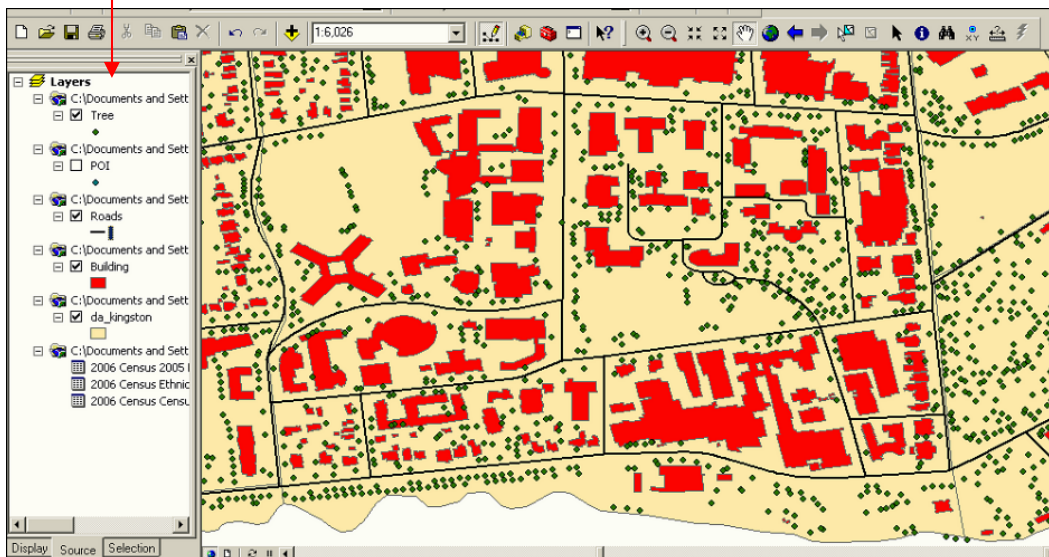 1:6,026
Layers
C:\Documents and Sett
Tree
C:\Documents and Sett
POI
C:\Documents and Sett
Roads
C:\Documents and Sett
Building
C:\Documents and Sett
da_kingston
C:\Documents and Sett
2006 Census 2005
2006 Census Ethnic
2006 Census Censu
Display Source Selection